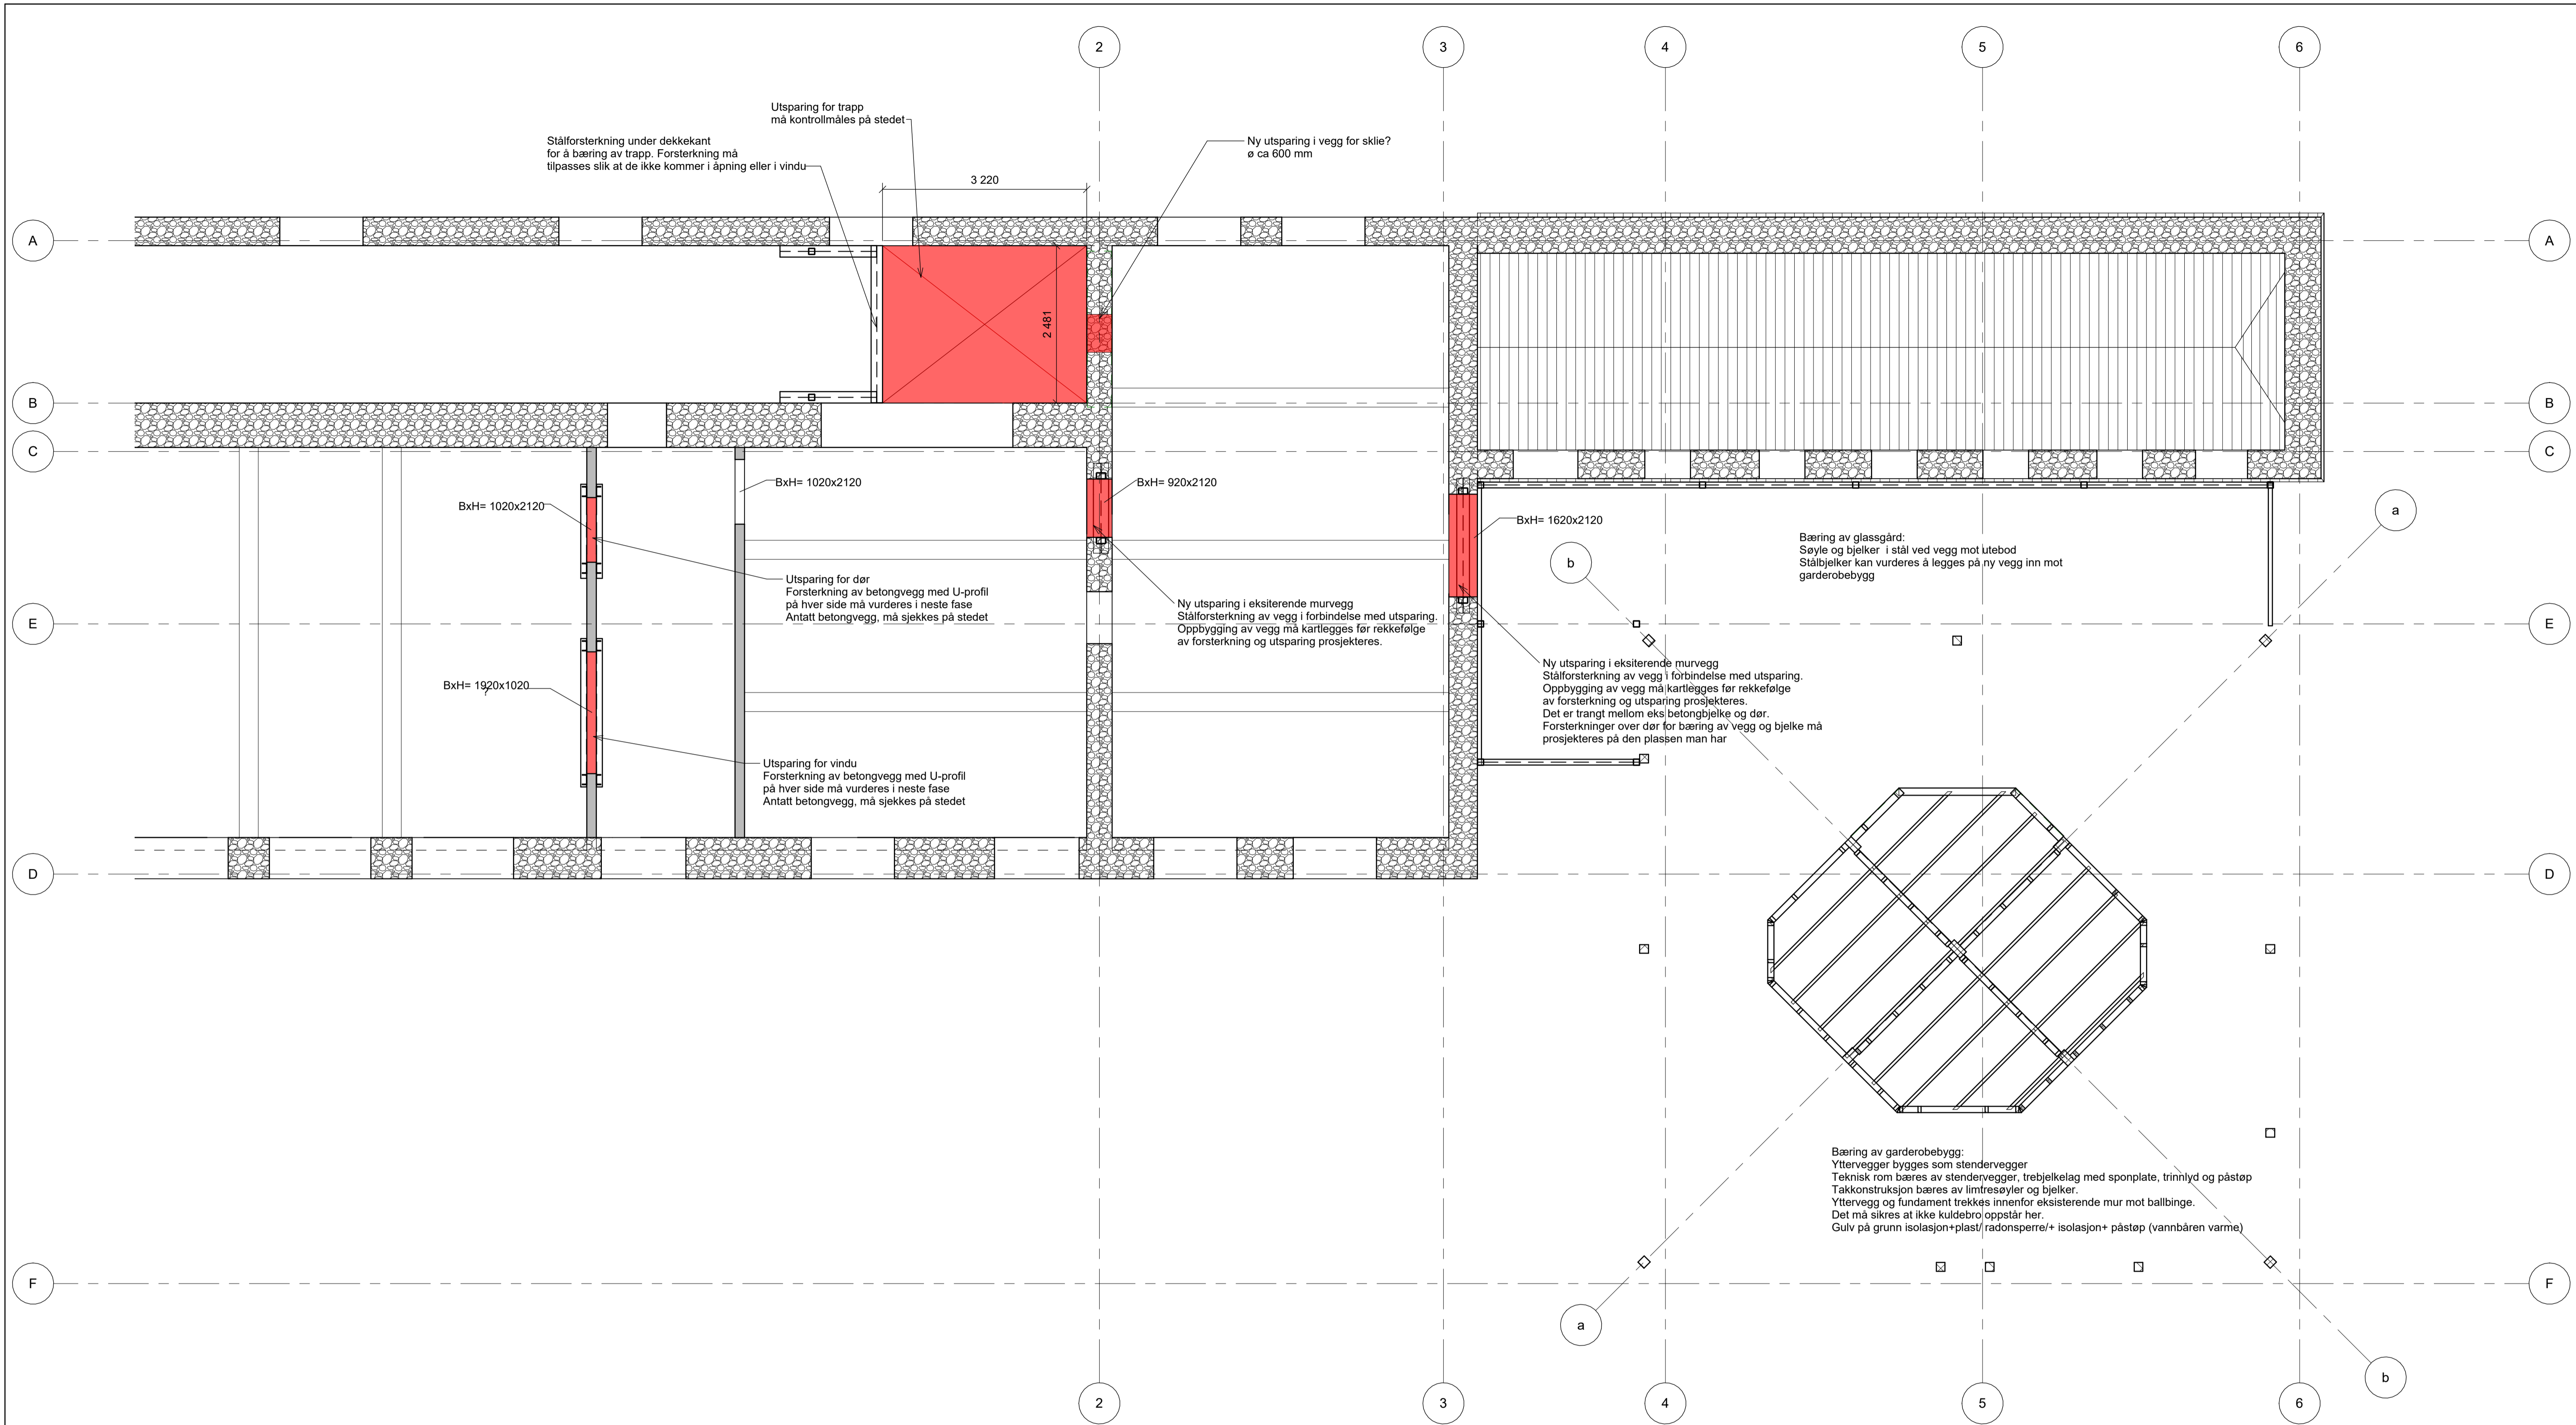 2
3
4
5
6
Utsparing for trapp
må kontrollmåles på stedet
Stålforsterkning under dekkekant
for å bæring av trapp. Forsterkning må
tilpasses slik at de ikke kommer i åpning eller i vindu
Ny utsparing i vegg for sklie?
ø ca 600 mm
3 220
A
A
2 481
B
B
C
C
BxH= 1020x2120
BxH= 920x2120
BxH= 1020x2120
BxH= 1620x2120
a
Bæring av glassgård:
Søyle og bjelker i stål ved vegg mot utebod
Stålbjelker kan vurderes å legges på ny vegg inn mot
garderobebygg
b
Utsparing for dør
Forsterkning av betongvegg med U-profil
på hver side må vurderes i neste fase
Antatt betongvegg, må sjekkes på stedet
Ny utsparing i eksiterende murvegg
Stålforsterkning av vegg i forbindelse med utsparing.
Oppbygging av vegg må kartlegges før rekkefølge
av forsterkning og utsparing prosjekteres.
E
E
Ny utsparing i eksiterende murvegg
Stålforsterkning av vegg i forbindelse med utsparing.
Oppbygging av vegg må kartlegges før rekkefølge
av forsterkning og utsparing prosjekteres.
Det er trangt mellom eks betongbjelke og dør.
Forsterkninger over dør for bæring av vegg og bjelke må
prosjekteres på den plassen man har
BxH= 1920x1020
?
Utsparing for vindu
Forsterkning av betongvegg med U-profil
på hver side må vurderes i neste fase
Antatt betongvegg, må sjekkes på stedet
D
D
Bæring av garderobebygg:
Yttervegger bygges som stendervegger
Teknisk rom bæres av stendervegger, trebjelkelag med sponplate, trinnlyd og påstøp
Takkonstruksjon bæres av limtresøyler og bjelker.
Yttervegg og fundament trekkes innenfor eksisterende mur mot ballbinge.
Det må sikres at ikke kuldebro oppstår her.
Gulv på grunn isolasjon+plast/ radonsperre/+ isolasjon+ påstøp (vannbåren varme)
F
F
a
b
2
3
4
5
6